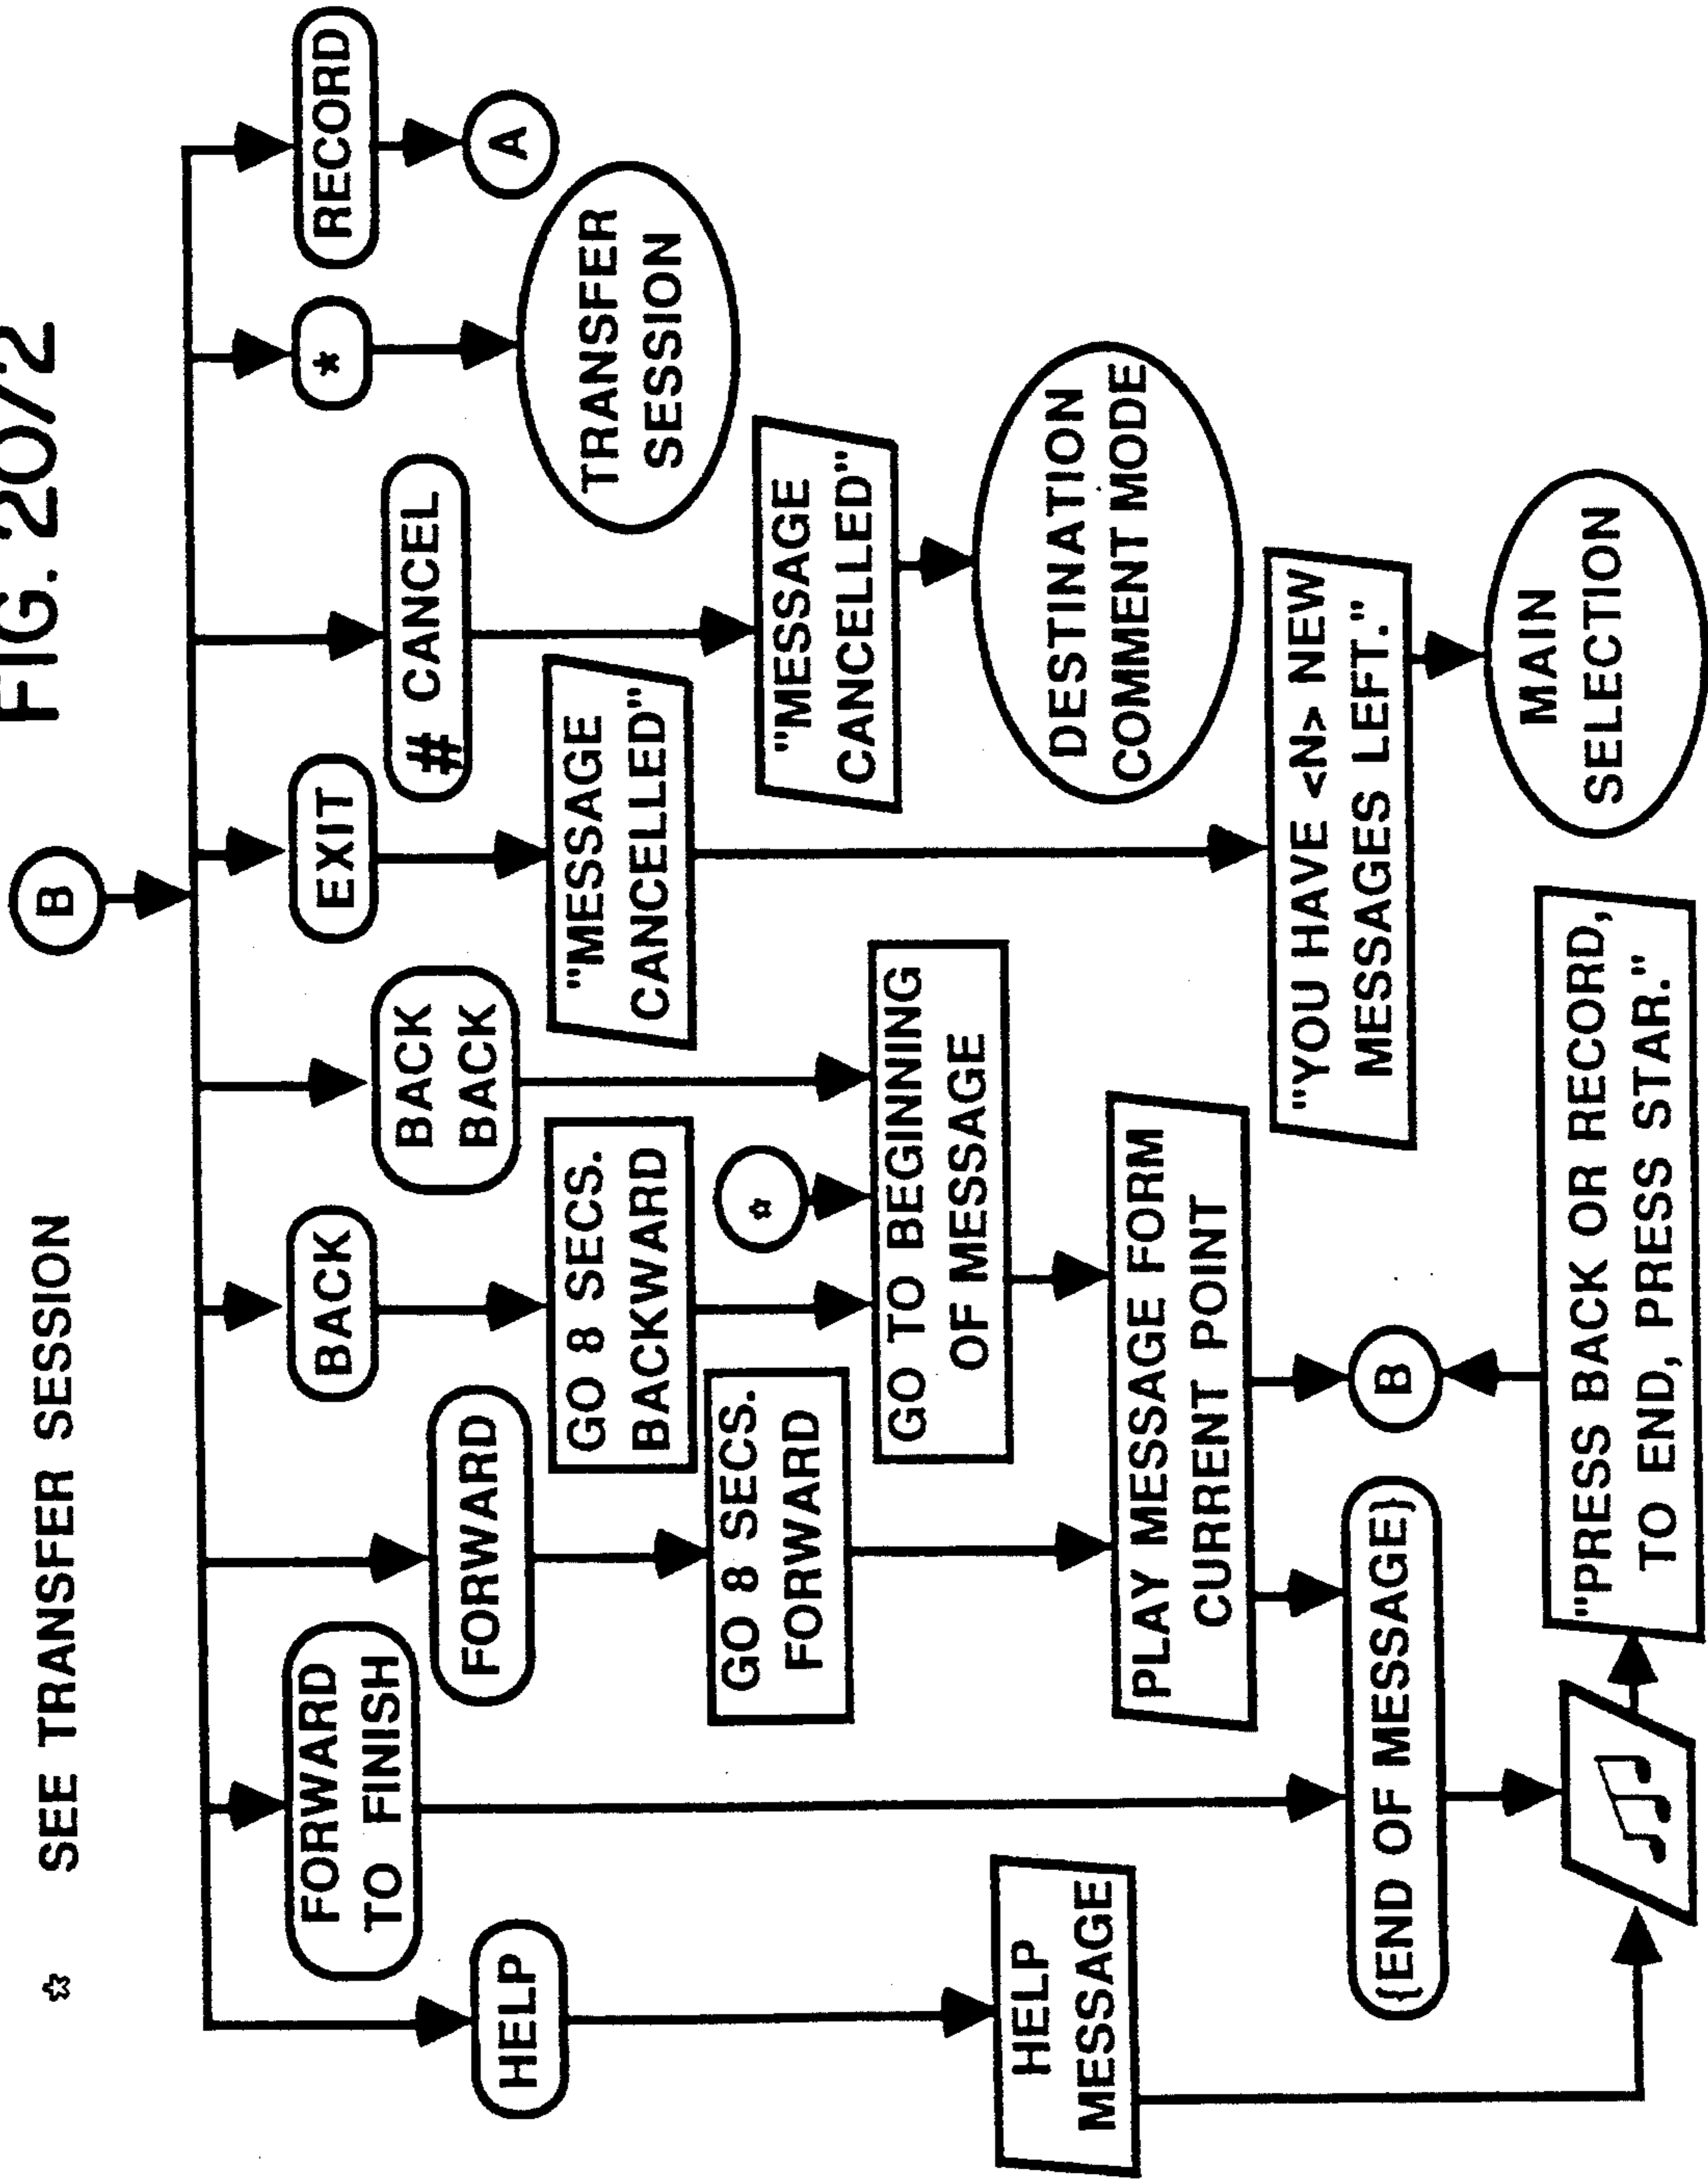 FIG. 20/2
* SEE TRANSFER SESSION
B
HELP
FORWARD
TO FINISH
FORWARD
BACK
BACK
BACK
EXIT
# CANCEL
*
RECORD
A
TRANSFER
SESSION
GO 8 SECS.
BACKWARD
"MESSAGE
CANCELLED"
GO 8 SECS.
FORWARD
*
"MESSAGE
CANCELLED"
GO TO BEGINNING
OF MESSAGE
DESTINATION
COMMENT MODE
HELP
MESSAGE
PLAY MESSAGE FORM
CURRENT POINT
"YOU HAVE <N> NEW
MESSAGES LEFT."
{END OF MESSAGE}
B
MAIN
SELECTION
"PRESS BACK OR RECORD,
TO END, PRESS STAR."